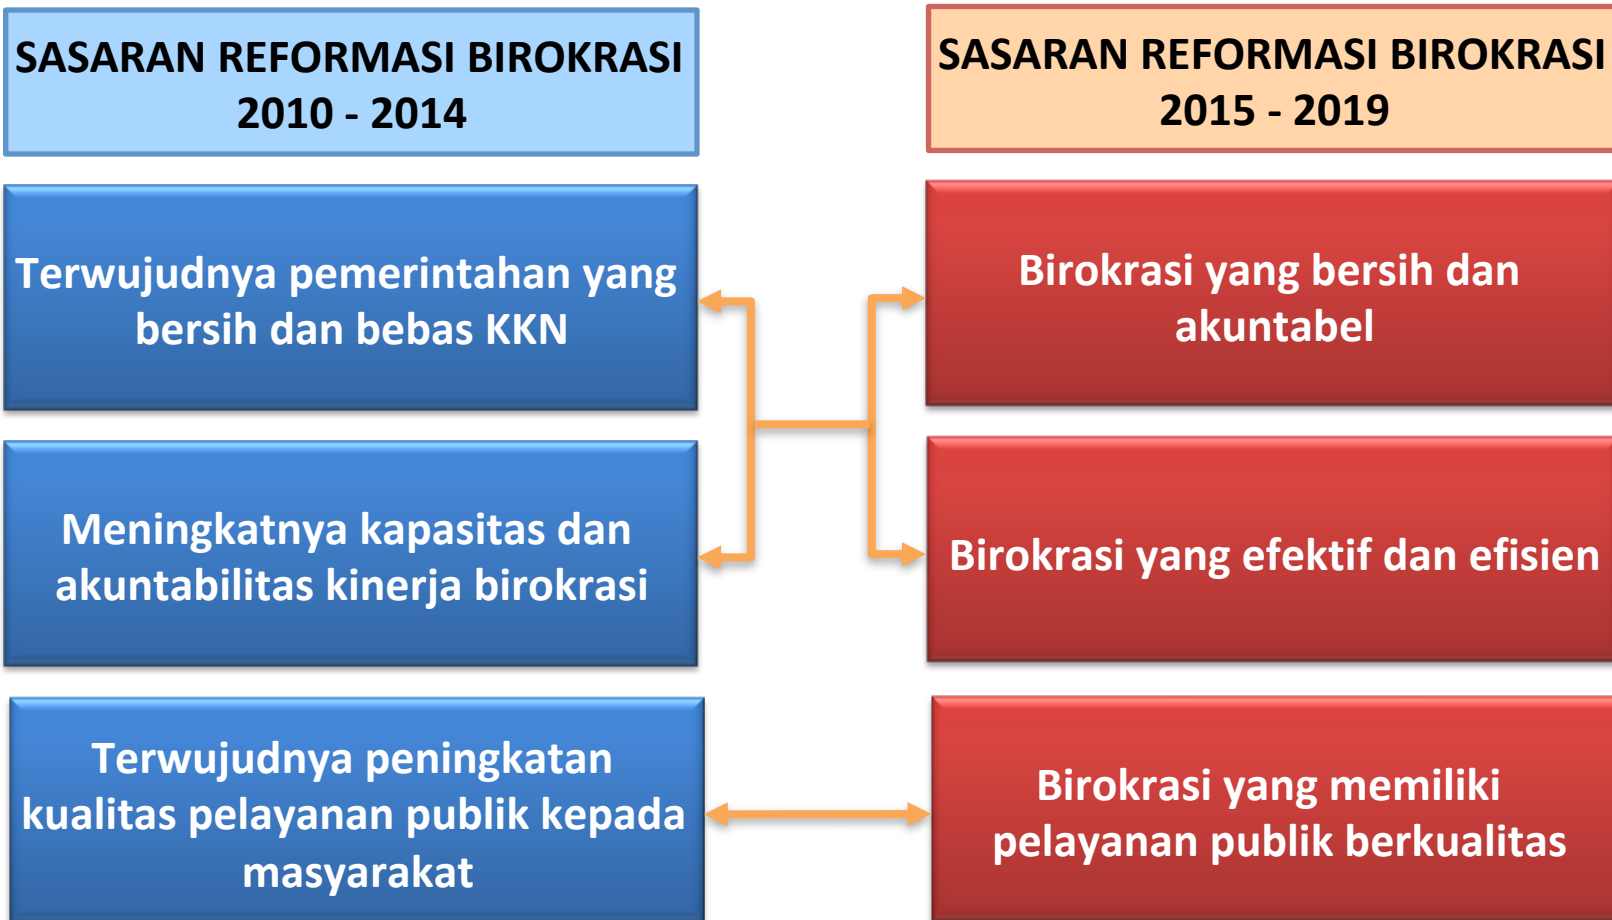 SASARAN REFORMASI BIROKRASI
2010 - 2014
SASARAN REFORMASI BIROKRASI
2015 - 2019
Terwujudnya pemerintahan yang
bersih dan bebas KKN
Birokrasi yang bersih dan
akuntabel
Meningkatnya kapasitas dan
akuntabilitas kinerja birokrasi
Birokrasi yang efektif dan efisien
Terwujudnya peningkatan
kualitas pelayanan publik kepada
masyarakat
Birokrasi yang memiliki
pelayanan publik berkualitas